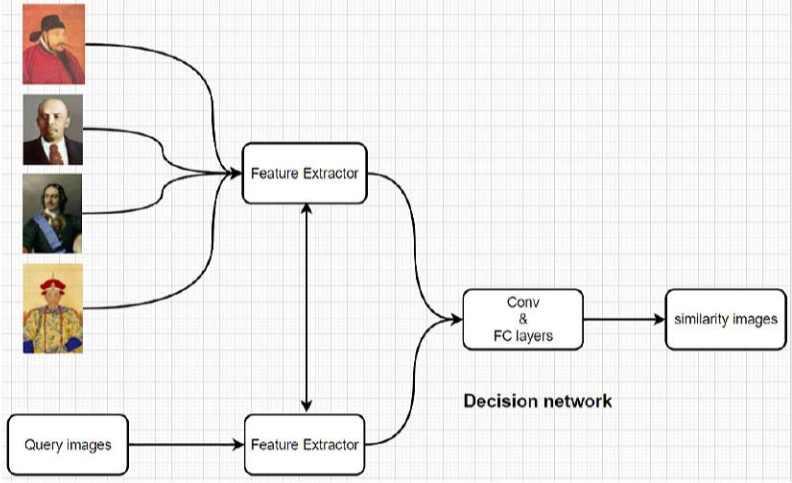 Feature Extractor
Conv
&
FC layers
similarity images
Decision network
Query images
Feature Extractor